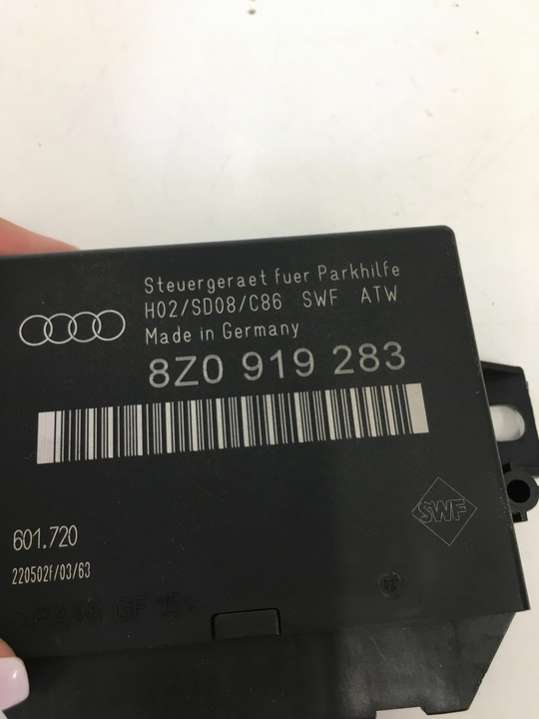 Steuergeraet fuer Parkhilfe
H02/SD08/C86 SWF ATW
Made in Germany
8Z0 919 283
SWF
601.720
220502f/03/63